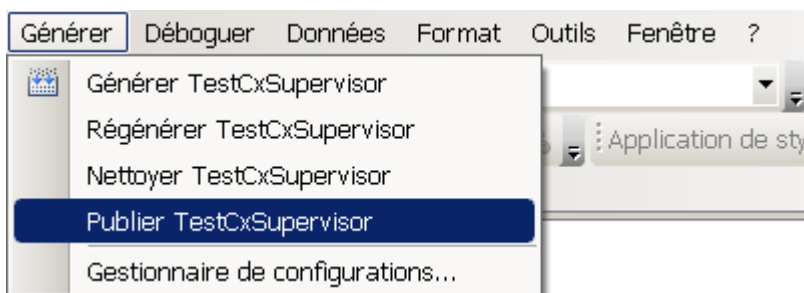 Générer Déboguer Données Format Outils Fenêtre ?
Générer TestCxSupervisor
Régénérer TestCxSupervisor
Application de sty
Nettoyer TestCxSupervisor
Publier TestCxSupervisor
Gestionnaire de configurations...